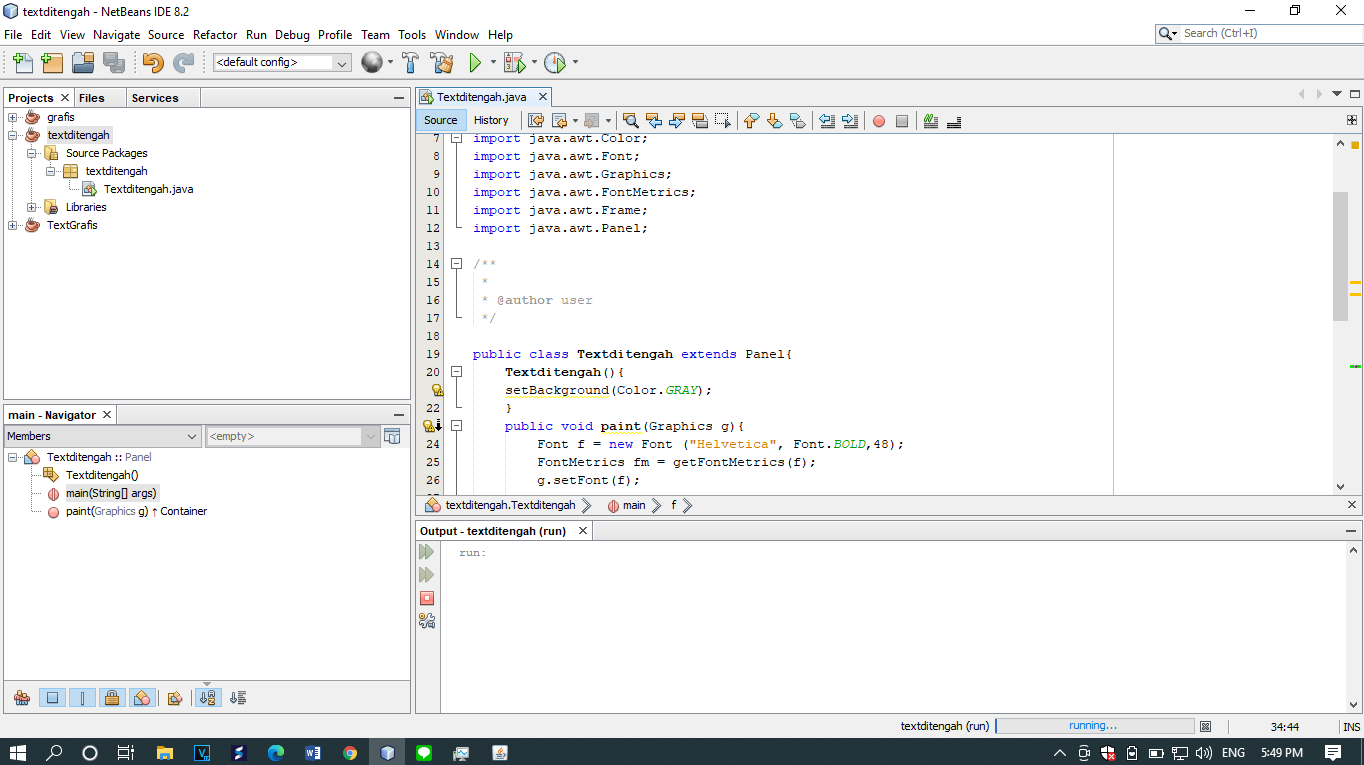 textditengah - NetBeans IDE 8.2
File Edit View Navigate Source Refactor Run Debug Profile Team Tools Window Help
Search (Ctrl+I)
<default config>
Projects Files Services
grafis
textditengah
Source Packages
textditengah
Textditengah.java
Libraries
TextGrafis
main - Navigator
Members <empty>
Textditengah :: Panel
Textditengah()
main(String[] args)
paint(Graphics g) ↑ Container
Textditengah.java
Source History
7 import java.awt.Color;
8 import java.awt.Font;
9 import java.awt.Graphics;
10 import java.awt.FontMetrics;
11 import java.awt.Frame;
12 import java.awt.Panel;
13
14 /**
15 *
16 * @author user
17 */
18
19 public class Textditengah extends Panel{
20 Textditengah(){
setBackground(Color.GRAY);
22 }
public void paint(Graphics g){
24 Font f = new Font ("Helvetica", Font.BOLD,48);
25 FontMetrics fm = getFontMetrics(f);
26 g.setFont(f);
textditengah.Textditengah main f
Output - textditengah (run)
run:
textditengah (run) running... 34:44 INS
ENG 5:49 PM